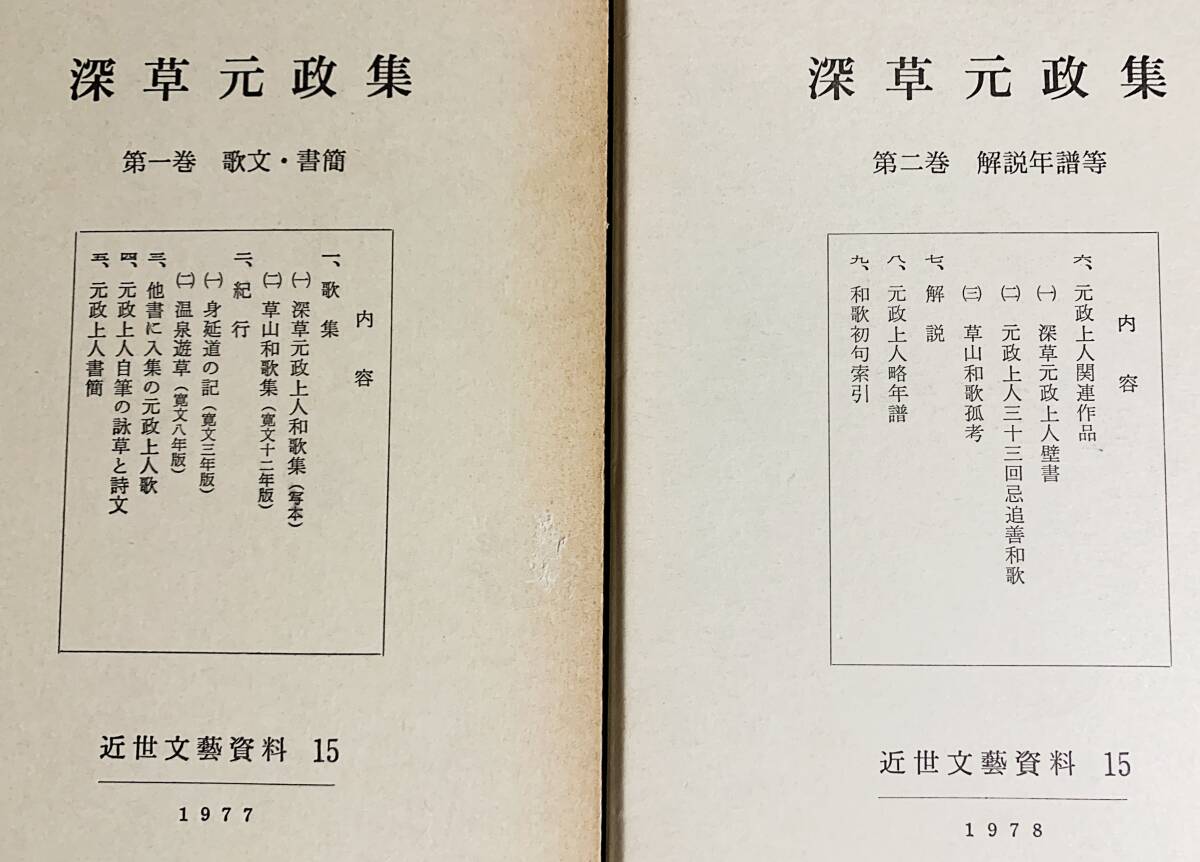 深草元政集
第一巻 歌文・書簡
内容
一、歌集
㈠ 深草元政上人和歌集(写本)
㈡ 草山和歌集(寛文十二年版)
二、紀行
㈠ 身延道の記(寛文三年版)
㈡ 温泉遊草(寛文八年版)
三、他書に入集の元政上人歌
四、元政上人自筆の詠草と詩文
五、元政上人書簡
近世文藝資料 15
1977
深草元政集
第二巻 解説年譜等
内容
六、元政上人関連作品
㈠ 深草元政上人壁書
㈡ 元政上人三十三回忌追善和歌
㈢ 草山和歌孤考
七、解説
八、元政上人略年譜
九、和歌初句索引
近世文藝資料 15
1978